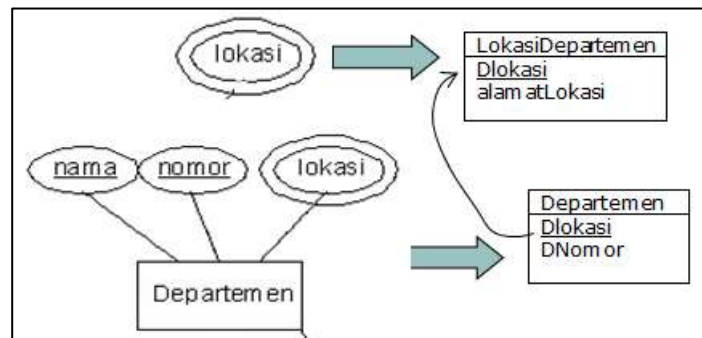 lokasi
LokasiDepartemen
Dlokasi
alamatLokasi
nama
nomor
lokasi
Departemen
Departemen
Dlokasi
DNomor